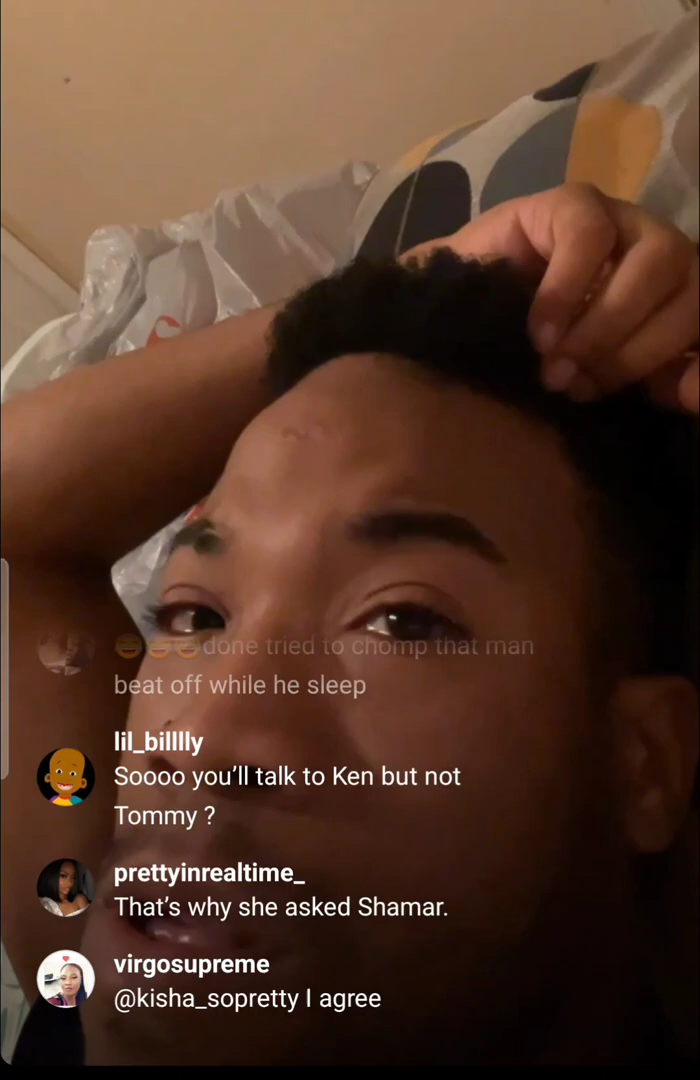 😄😄😄done tried to chomp that man
beat off while he sleep
lil_billlly
Soooo you'll talk to Ken but not
Tommy ?
prettyinrealtime_
That's why she asked Shamar.
virgosupreme
@kisha_sopretty I agree